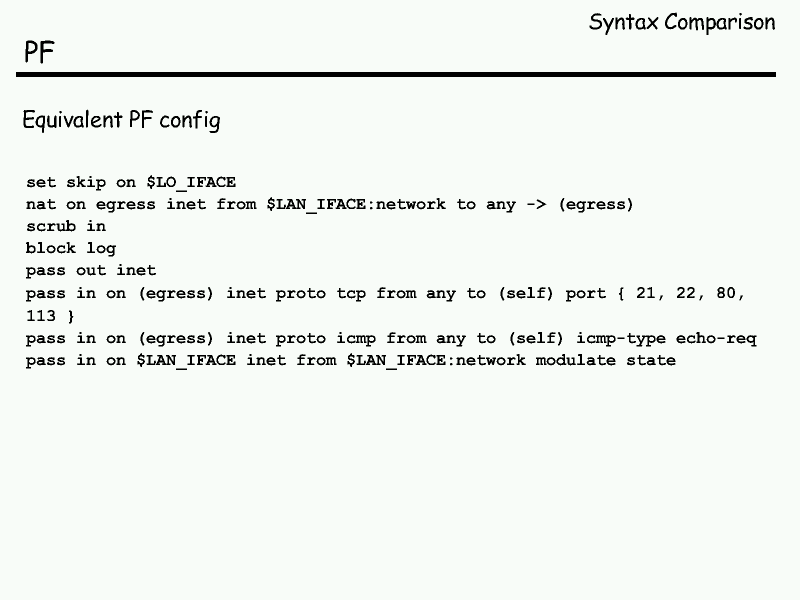 Syntax Comparison
PF
Equivalent PF config
set skip on $LO_IFACE
nat on egress inet from $LAN_IFACE:network to any -> (egress)
scrub in
block log
pass out inet
pass in on (egress) inet proto tcp from any to (self) port { 21, 22, 80,
113 }
pass in on (egress) inet proto icmp from any to (self) icmp-type echo-req
pass in on $LAN_IFACE inet from $LAN_IFACE:network modulate state